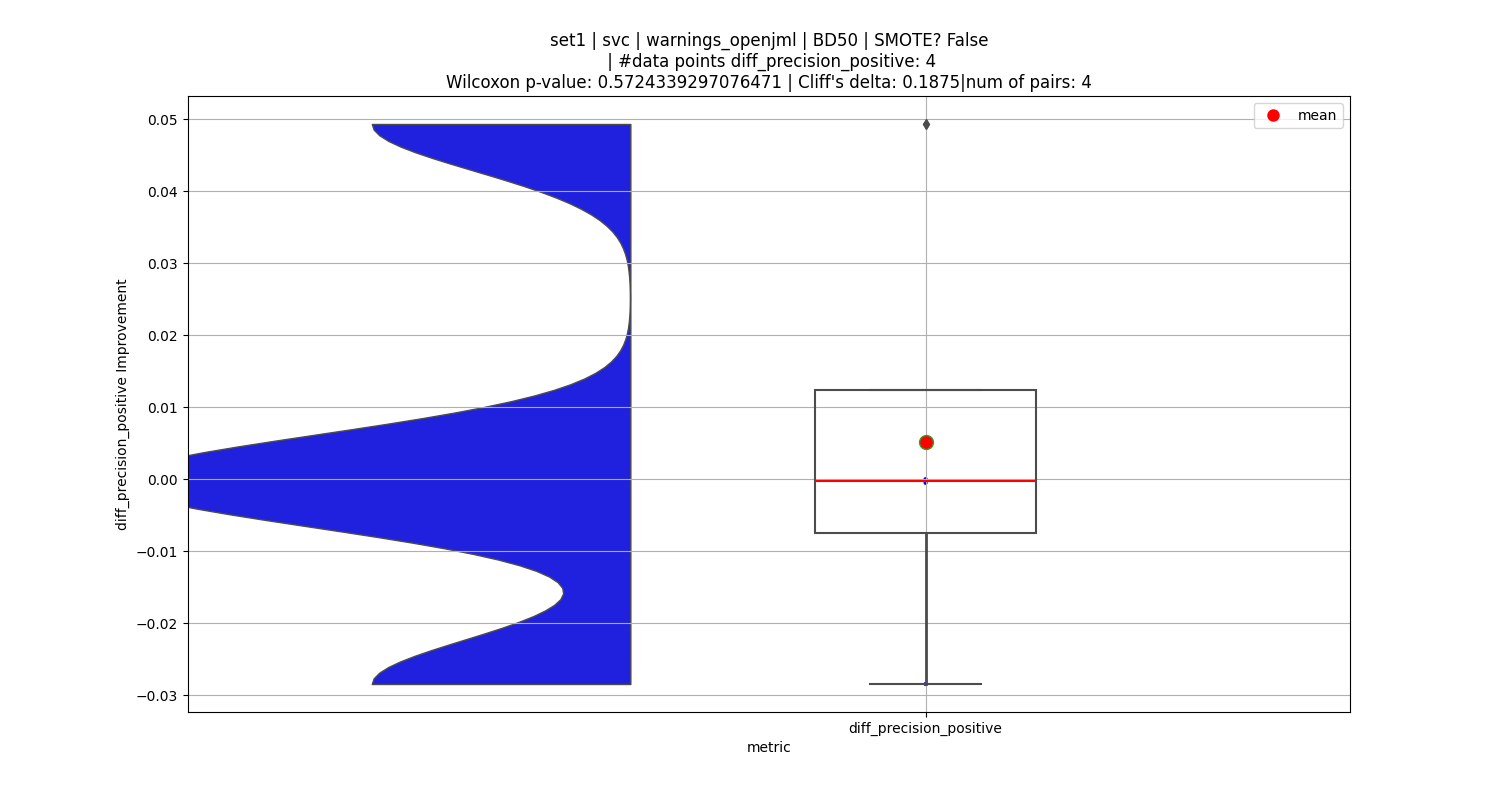 set1 | svc | warnings_openjml | BD50 | SMOTE? False
| #data points diff_precision_positive: 4
Wilcoxon p-value: 0.5724339297076471 | Cliff's delta: 0.1875|num of pairs: 4
mean
0.05
0.04
0.03
0.02
0.01
0.00
−0.01
−0.02
−0.03
diff_precision_positive Improvement
diff_precision_positive
metric